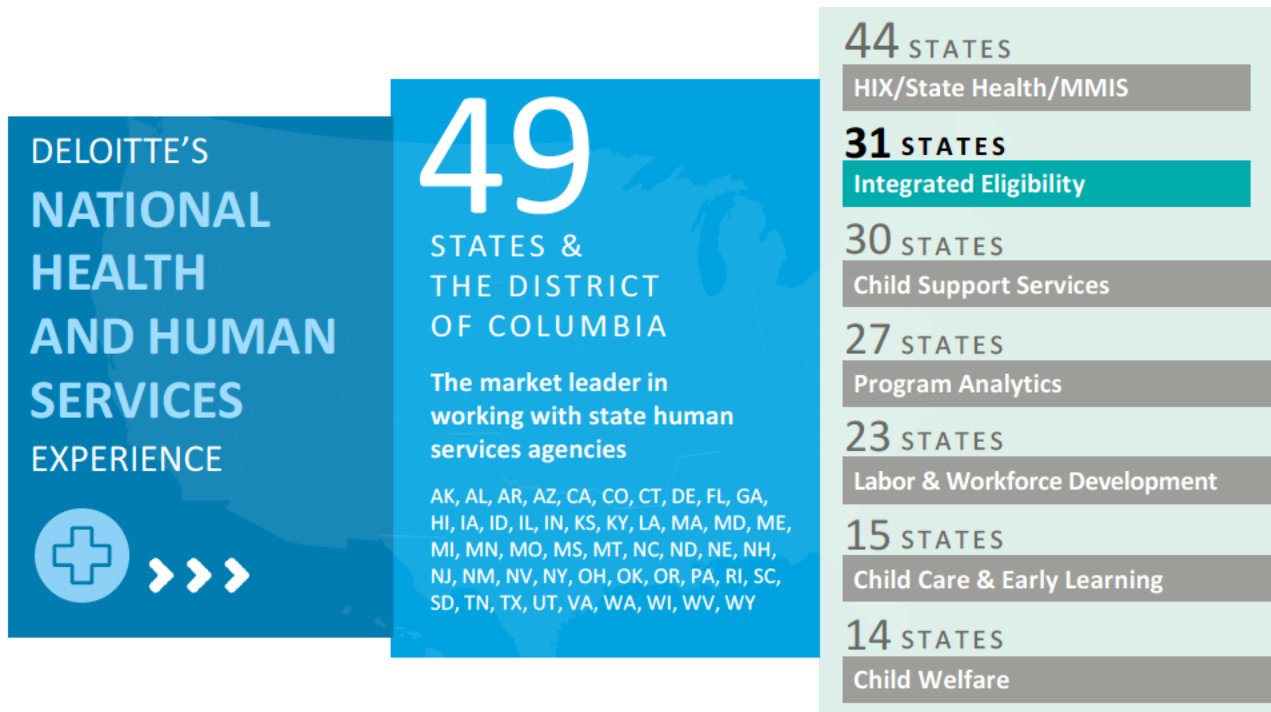 DELOITTE'S
NATIONAL
HEALTH
AND HUMAN
SERVICES
EXPERIENCE
49
STATES &
THE DISTRICT
OF COLUMBIA
The market leader in
working with state human
services agencies
AK, AL, AR, AZ, CA, CO, CT, DE, FL, GA,
HI, IA, ID, IL, IN, KS, KY, LA, MA, MD, ME,
MI, MN, MO, MS, MT, NC, ND, NE, NH,
NJ, NM, NV, NY, OH, OK, OR, PA, RI, SC,
SD, TN, TX, UT, VA, WA, WI, WV, WY
44 STATES
HIX/State Health/MMIS
31 STATES
Integrated Eligibility
30 STATES
Child Support Services
27 STATES
Program Analytics
23 STATES
Labor & Workforce Development
15 STATES
Child Care & Early Learning
14 STATES
Child Welfare